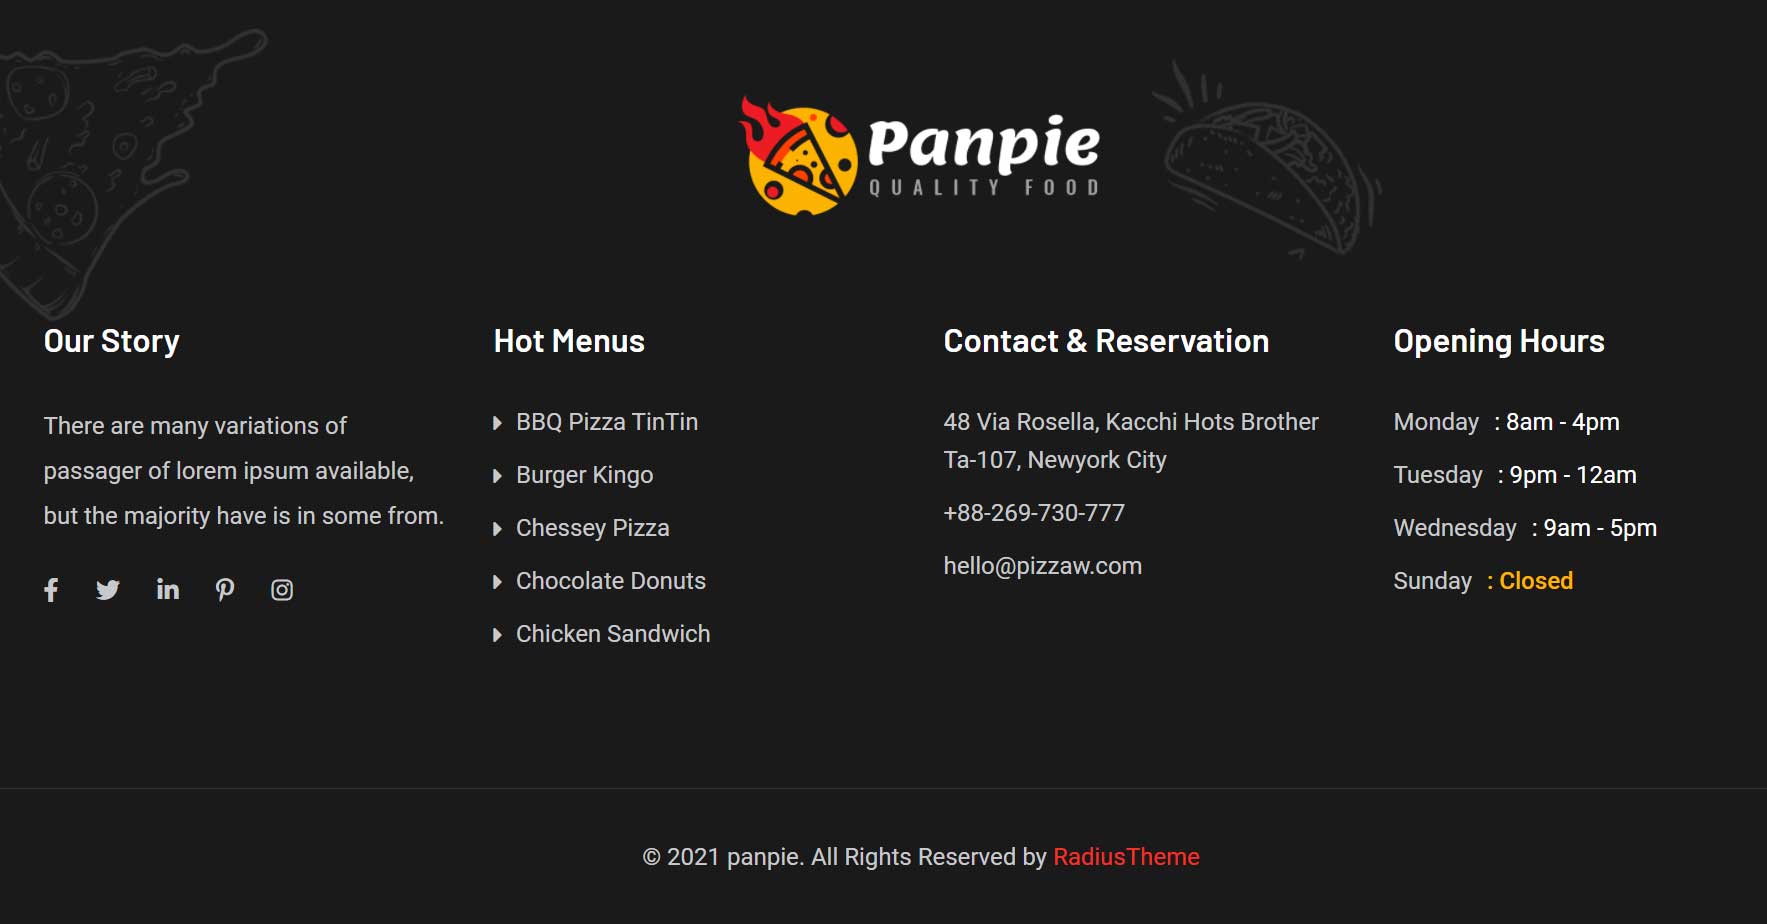 Panpie
QUALITY FOOD
Our Story
There are many variations of
passager of lorem ipsum available,
but the majority have is in some from.
Hot Menus
BBQ Pizza TinTin
Burger Kingo
Chessey Pizza
Chocolate Donuts
Chicken Sandwich
Contact & Reservation
48 Via Rosella, Kacchi Hots Brother
Ta-107, Newyork City
+88-269-730-777
hello@pizzaw.com
Opening Hours
Monday : 8am - 4pm
Tuesday : 9pm - 12am
Wednesday : 9am - 5pm
Sunday : Closed
© 2021 panpie. All Rights Reserved by RadiusTheme